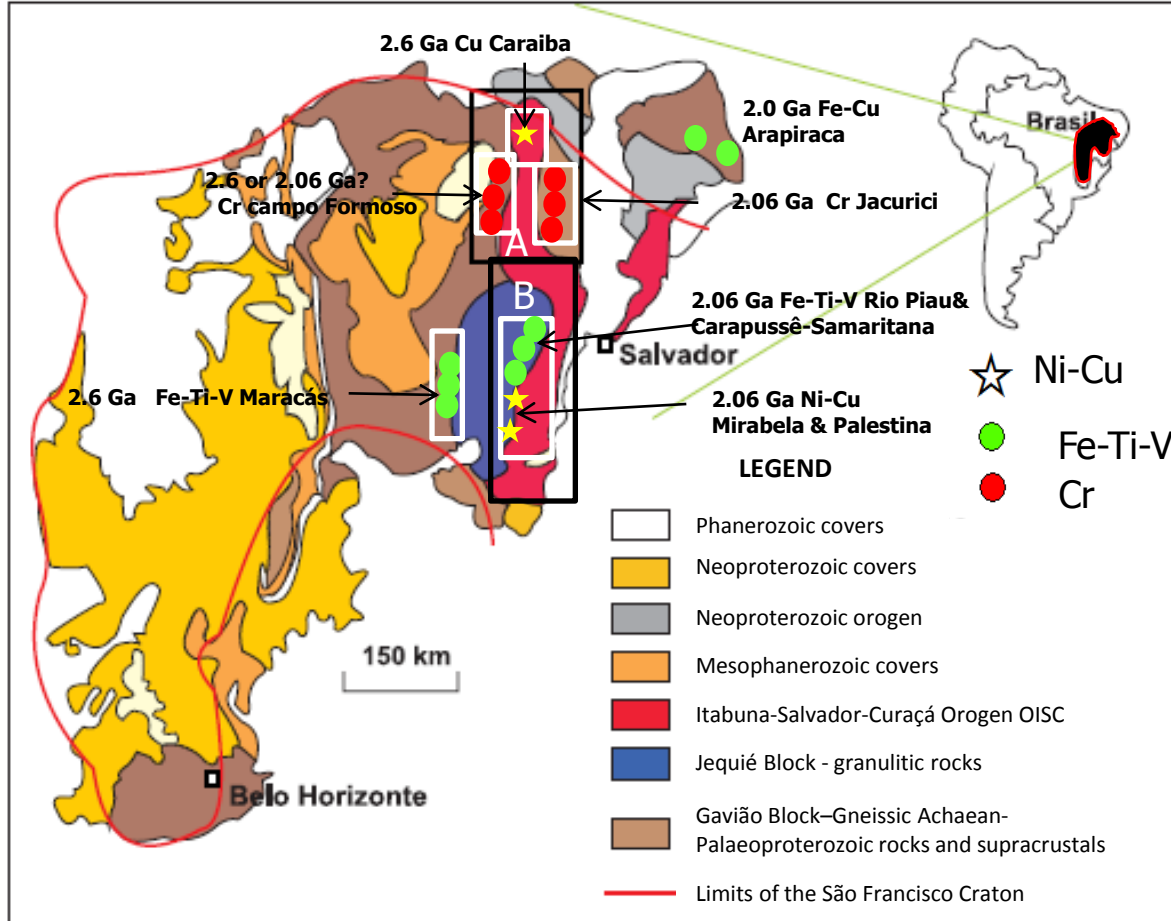 2.6 Ga Cu Caraiba
2.0 Ga Fe-Cu
Arapiraca
Brasil
2.6 or 2.06 Ga?
Cr campo Formoso
2.06 Ga Cr Jacurici
A
B
2.06 Ga Fe-Ti-V Rio Piau&
Carapussê-Samaritana
Salvador
2.6 Ga Fe-Ti-V Maracás
2.06 Ga Ni-Cu
Mirabela & Palestina
Ni-Cu
Fe-Ti-V
Cr
LEGEND
Phanerozoic covers
Neoproterozoic covers
Neoproterozoic orogen
Mesophanerozoic covers
Itabuna-Salvador-Curaçá Orogen OISC
Jequié Block - granulitic rocks
Gavião Block–Gneissic Achaean-
Palaeoproterozoic rocks and supracrustals
Limits of the São Francisco Craton
150 km
Belo Horizonte